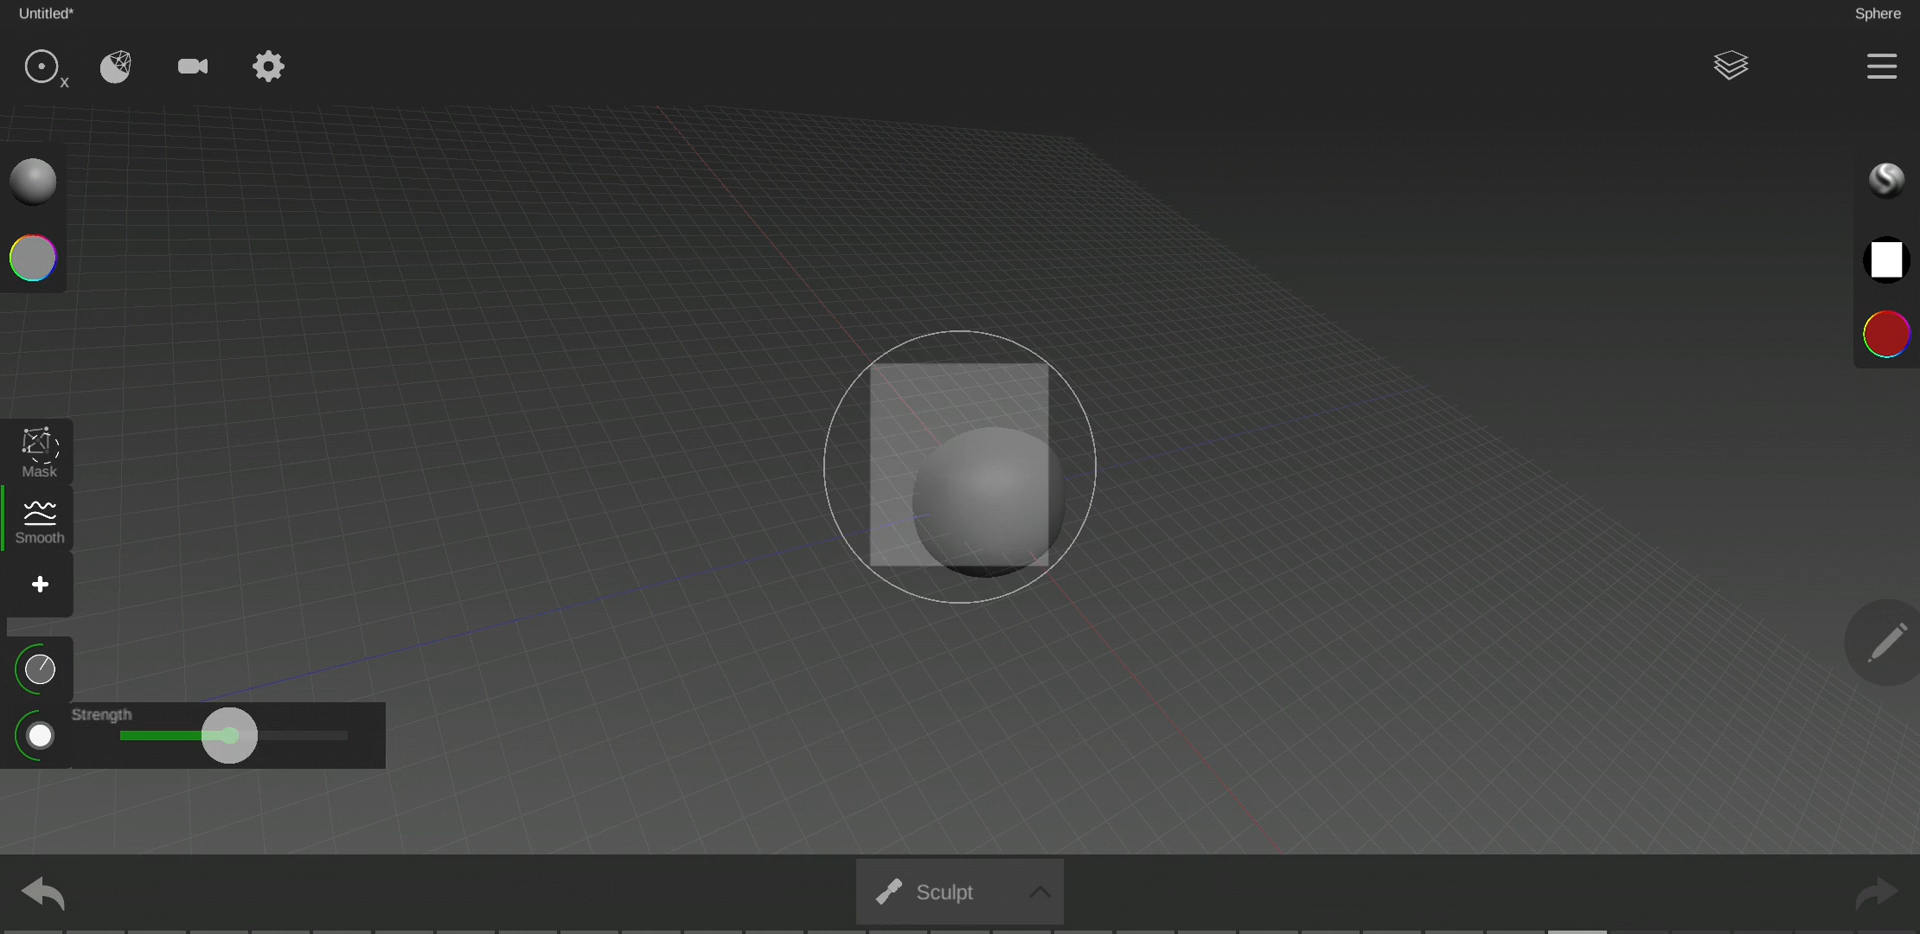 Untitled*
Sphere
x
Mask
Smooth
Strength
Sculpt